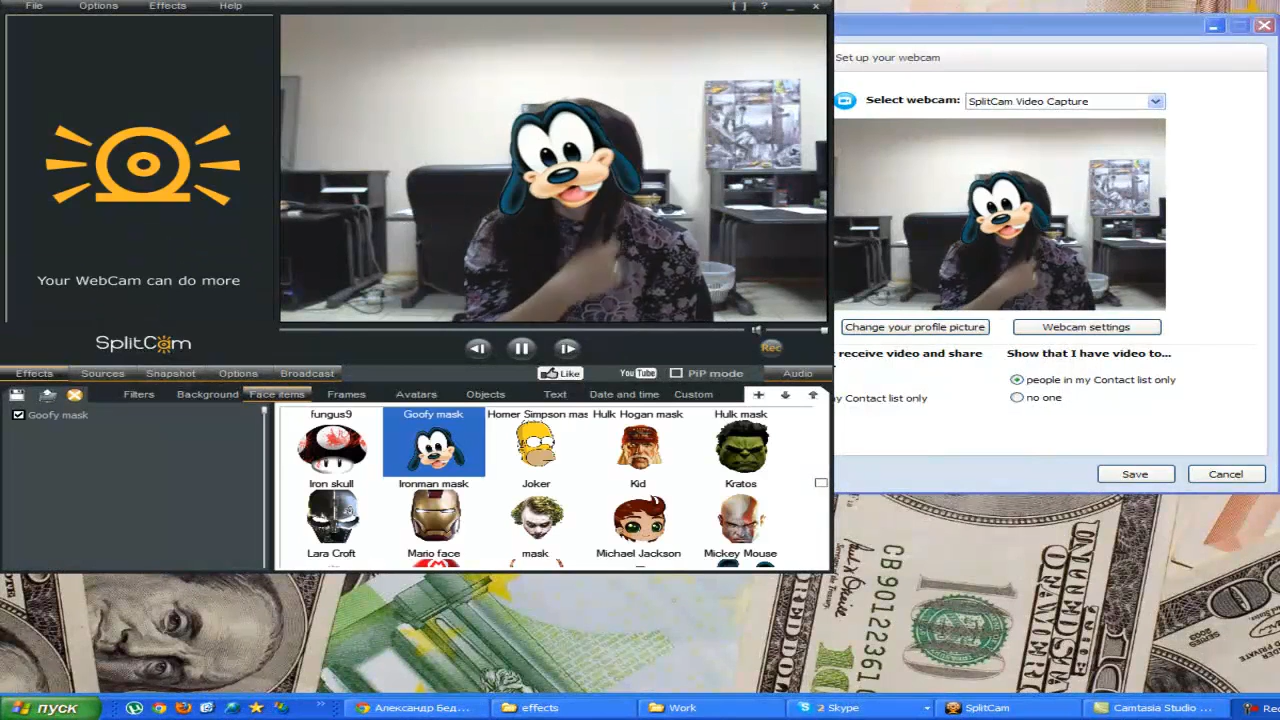 File Options Effects Help
[ ] ? _ ×
Set up your webcam
Select webcam: SplitCam Video Capture
Your WebCam can do more
SplitCam
Rec
Change your profile picture Webcam settings
receive video and share Show that I have video to...
people in my Contact list only
y Contact list only no one
Save Cancel
Effects Sources Snapshot Options Broadcast Like YouTube PiP mode Audio
Filters Background Face items Frames Avatars Objects Text Date and time Custom
Goofy mask
fungus9 Goofy mask Homer Simpson mas Hulk Hogan mask Hulk mask
Iron skull Ironman mask Joker Kid Kratos
Lara Croft Mario face mask Michael Jackson Mickey Mouse
CB90122361
100
пуск Александр Бед... effects Work 2 Skype SplitCam Camtasia Studio ... Rec